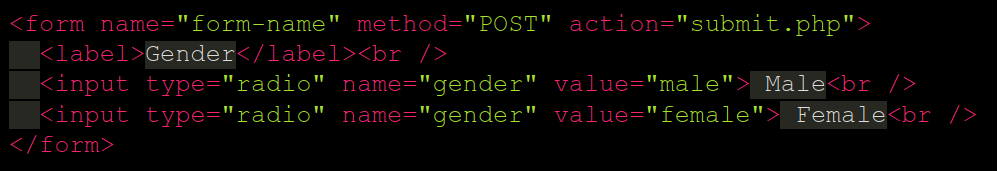 <form name="form-name" method="POST" action="submit.php">
  <label>Gender</label><br />
  <input type="radio" name="gender" value="male"> Male<br />
  <input type="radio" name="gender" value="female"> Female<br />
</form>